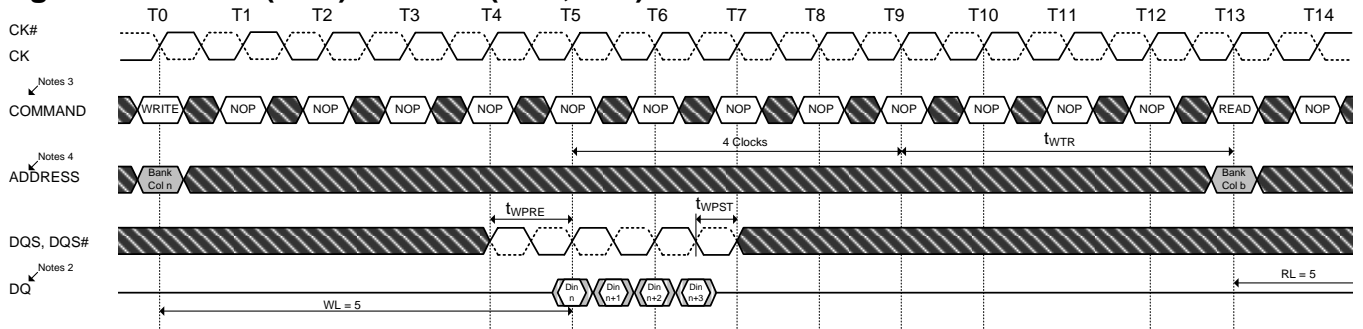 T0 T1 T2 T3 T4 T5 T6 T7 T8 T9 T10 T11 T12 T13 T14
CK#
CK
Notes 3
COMMAND
WRITE NOP NOP NOP NOP NOP NOP NOP NOP NOP NOP NOP NOP READ NOP
4 Clocks tWTR
Notes 4
ADDRESS
Bank
Col n
Bank
Col b
tWPRE tWPST
DQS, DQS#
Notes 2
DQ
Din
n
Din
n+1
Din
n+2
Din
n+3
WL = 5
RL = 5